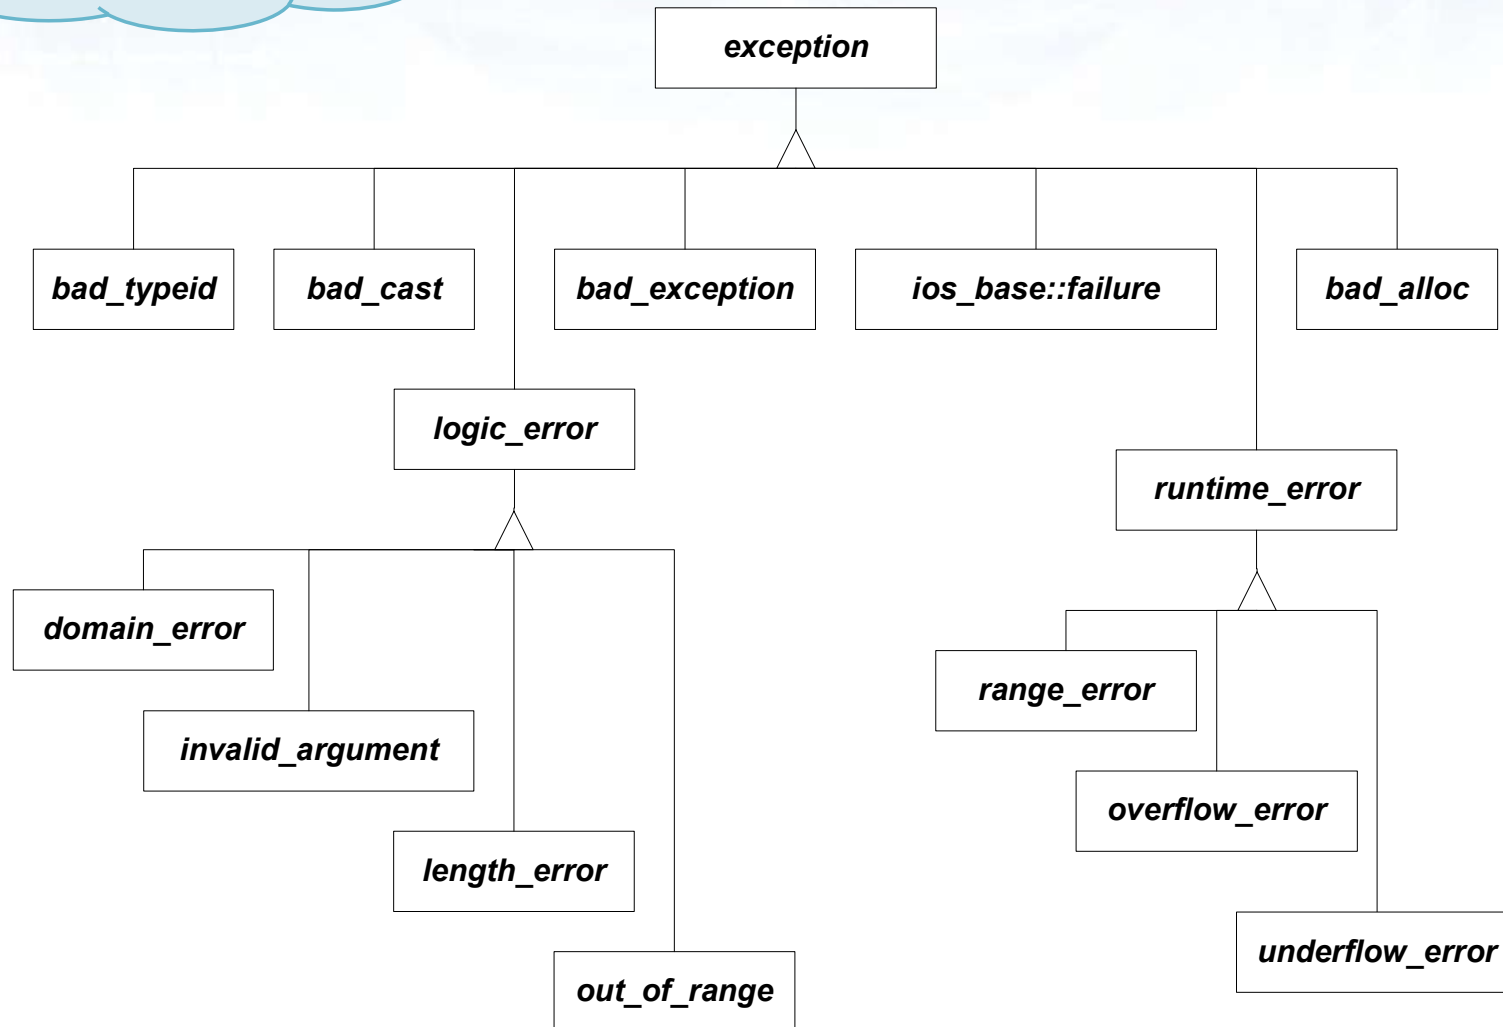 exception
bad_typeid
bad_cast
bad_exception
ios_base::failure
bad_alloc
logic_error
runtime_error
domain_error
range_error
invalid_argument
overflow_error
length_error
underflow_error
out_of_range